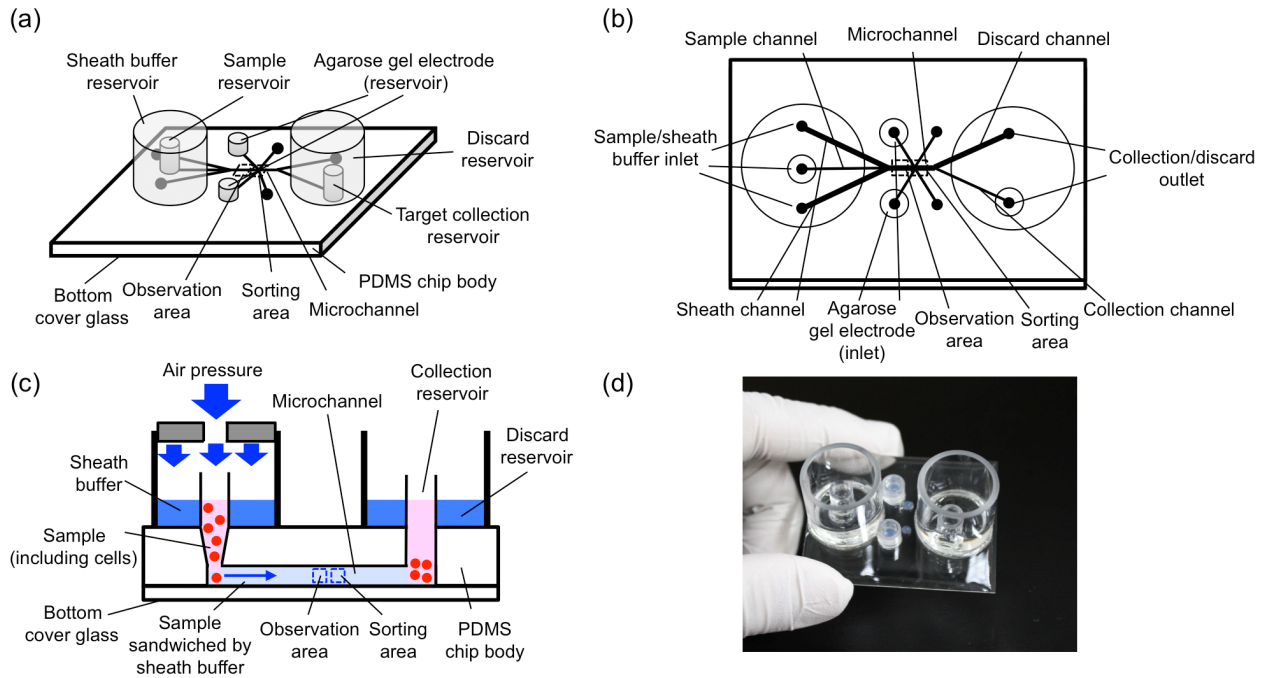 (a)
Sheath buffer
reservoir
Sample
reservoir
Agarose gel electrode
(reservoir)
Discard
reservoir
Target collection
reservoir
PDMS chip body
Microchannel
Sorting
area
Observation
area
Bottom
cover glass
(b)
Sample channel
Microchannel
Discard channel
Sample/sheath
buffer inlet
Collection/discard
outlet
Sheath channel
Agarose
gel electrode
(inlet)
Observation
area
Sorting
area
Collection channel
(c)
Air pressure
Microchannel
Collection
reservoir
Discard
reservoir
Sheath
buffer
Sample
(including cells)
Bottom
cover glass
Sample
sandwiched by
sheath buffer
Observation
area
Sorting
area
PDMS
chip body
(d)